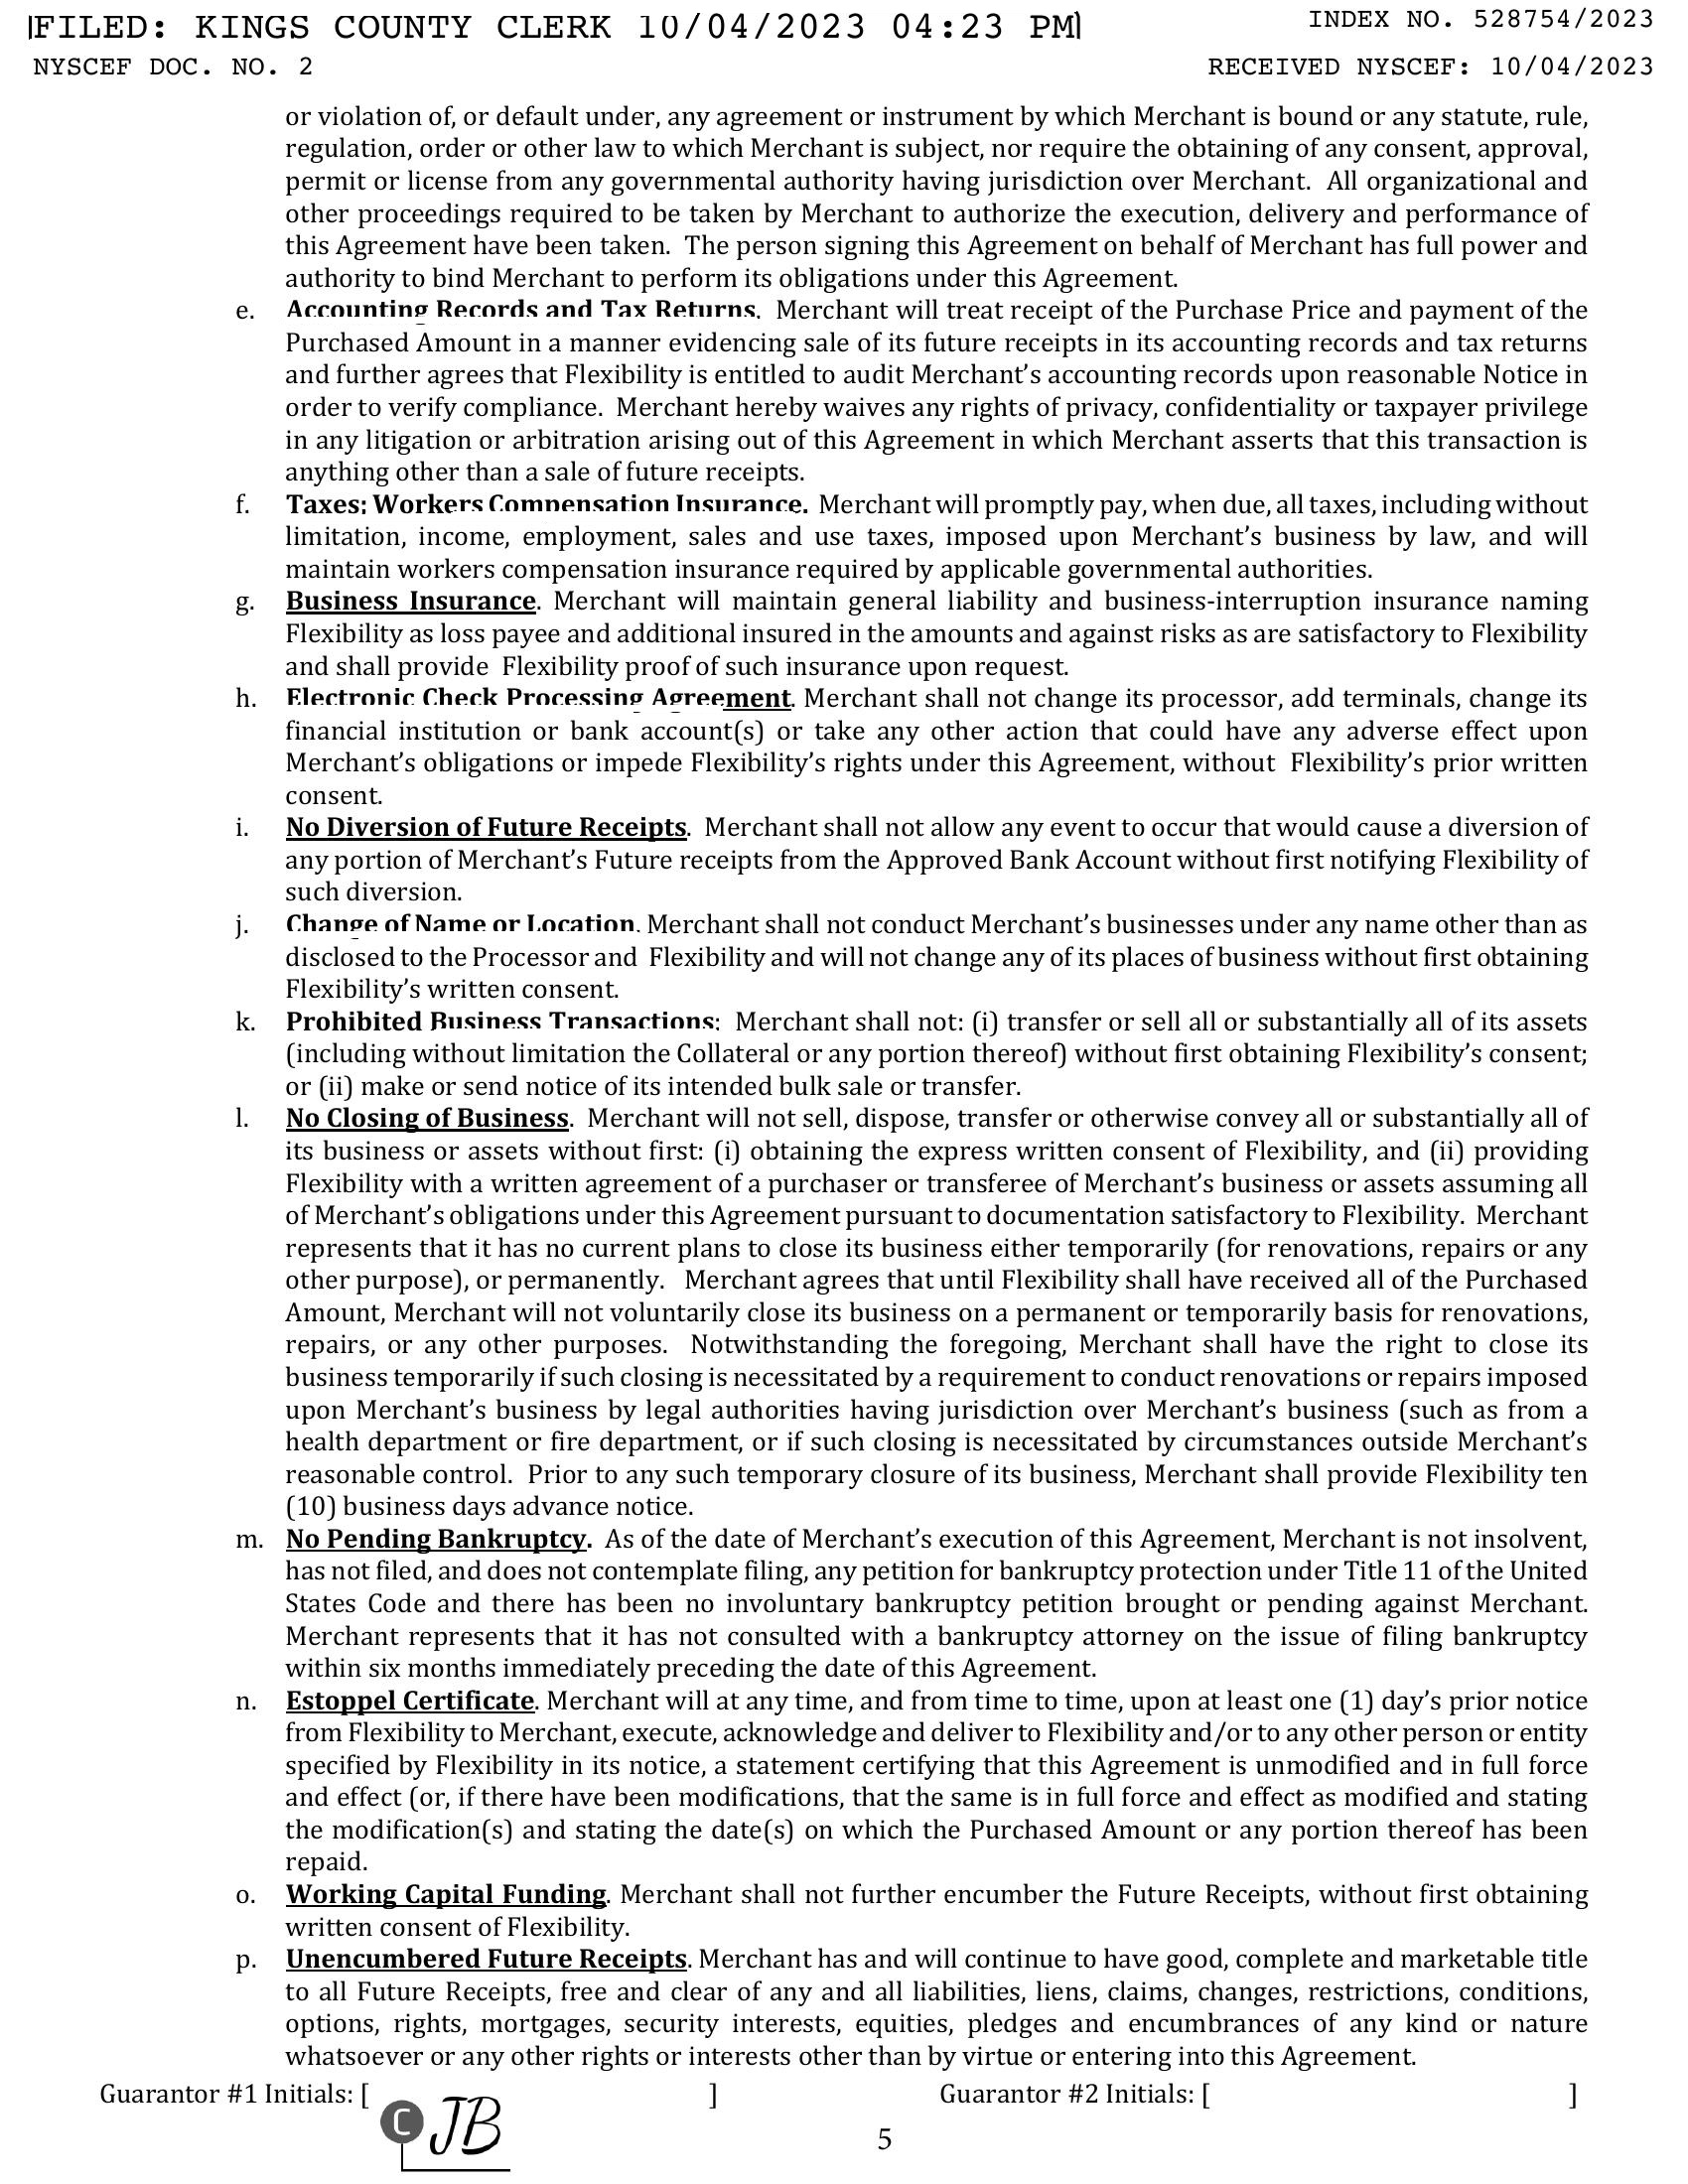 FILED: KINGS COUNTY CLERK 10/04/2023 04:23 PM
INDEX NO. 528754/2023
NYSCEF DOC. NO. 2
RECEIVED NYSCEF: 10/04/2023
or violation of, or default under, any agreement or instrument by which Merchant is bound or any statute, rule,
regulation, order or other law to which Merchant is subject, nor require the obtaining of any consent, approval,
permit or license from any governmental authority having jurisdiction over Merchant. All organizational and
other proceedings required to be taken by Merchant to authorize the execution, delivery and performance of
this Agreement have been taken. The person signing this Agreement on behalf of Merchant has full power and
authority to bind Merchant to perform its obligations under this Agreement.
e. Accounting Records and Tax Returns. Merchant will treat receipt of the Purchase Price and payment of the
Purchased Amount in a manner evidencing sale of its future receipts in its accounting records and tax returns
and further agrees that Flexibility is entitled to audit Merchant’s accounting records upon reasonable Notice in
order to verify compliance. Merchant hereby waives any rights of privacy, confidentiality or taxpayer privilege
in any litigation or arbitration arising out of this Agreement in which Merchant asserts that this transaction is
anything other than a sale of future receipts.
f. Taxes; Workers Compensation Insurance. Merchant will promptly pay, when due, all taxes, including without
limitation, income, employment, sales and use taxes, imposed upon Merchant’s business by law, and will
maintain workers compensation insurance required by applicable governmental authorities.
g. Business Insurance. Merchant will maintain general liability and business-interruption insurance naming
Flexibility as loss payee and additional insured in the amounts and against risks as are satisfactory to Flexibility
and shall provide Flexibility proof of such insurance upon request.
h. Electronic Check Processing Agreement. Merchant shall not change its processor, add terminals, change its
financial institution or bank account(s) or take any other action that could have any adverse effect upon
Merchant’s obligations or impede Flexibility’s rights under this Agreement, without Flexibility’s prior written
consent.
i. No Diversion of Future Receipts. Merchant shall not allow any event to occur that would cause a diversion of
any portion of Merchant’s Future receipts from the Approved Bank Account without first notifying Flexibility of
such diversion.
j. Change of Name or Location. Merchant shall not conduct Merchant’s businesses under any name other than as
disclosed to the Processor and Flexibility and will not change any of its places of business without first obtaining
Flexibility’s written consent.
k. Prohibited Business Transactions: Merchant shall not: (i) transfer or sell all or substantially all of its assets
(including without limitation the Collateral or any portion thereof) without first obtaining Flexibility’s consent;
or (ii) make or send notice of its intended bulk sale or transfer.
l. No Closing of Business. Merchant will not sell, dispose, transfer or otherwise convey all or substantially all of
its business or assets without first: (i) obtaining the express written consent of Flexibility, and (ii) providing
Flexibility with a written agreement of a purchaser or transferee of Merchant’s business or assets assuming all
of Merchant’s obligations under this Agreement pursuant to documentation satisfactory to Flexibility. Merchant
represents that it has no current plans to close its business either temporarily (for renovations, repairs or any
other purpose), or permanently. Merchant agrees that until Flexibility shall have received all of the Purchased
Amount, Merchant will not voluntarily close its business on a permanent or temporarily basis for renovations,
repairs, or any other purposes. Notwithstanding the foregoing, Merchant shall have the right to close its
business temporarily if such closing is necessitated by a requirement to conduct renovations or repairs imposed
upon Merchant’s business by legal authorities having jurisdiction over Merchant’s business (such as from a
health department or fire department, or if such closing is necessitated by circumstances outside Merchant’s
reasonable control. Prior to any such temporary closure of its business, Merchant shall provide Flexibility ten
(10) business days advance notice.
m. No Pending Bankruptcy. As of the date of Merchant’s execution of this Agreement, Merchant is not insolvent,
has not filed, and does not contemplate filing, any petition for bankruptcy protection under Title 11 of the United
States Code and there has been no involuntary bankruptcy petition brought or pending against Merchant.
Merchant represents that it has not consulted with a bankruptcy attorney on the issue of filing bankruptcy
within six months immediately preceding the date of this Agreement.
n. Estoppel Certificate. Merchant will at any time, and from time to time, upon at least one (1) day’s prior notice
from Flexibility to Merchant, execute, acknowledge and deliver to Flexibility and/or to any other person or entity
specified by Flexibility in its notice, a statement certifying that this Agreement is unmodified and in full force
and effect (or, if there have been modifications, that the same is in full force and effect as modified and stating
the modification(s) and stating the date(s) on which the Purchased Amount or any portion thereof has been
repaid.
o. Working Capital Funding. Merchant shall not further encumber the Future Receipts, without first obtaining
written consent of Flexibility.
p. Unencumbered Future Receipts. Merchant has and will continue to have good, complete and marketable title
to all Future Receipts, free and clear of any and all liabilities, liens, claims, changes, restrictions, conditions,
options, rights, mortgages, security interests, equities, pledges and encumbrances of any kind or nature
whatsoever or any other rights or interests other than by virtue or entering into this Agreement.
Guarantor #1 Initials: [ ] Guarantor #2 Initials: [ ]
C JB
5